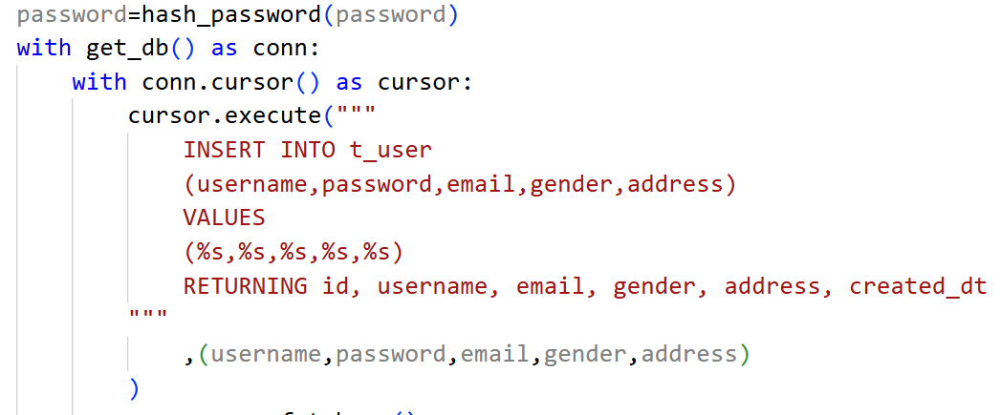 password=hash_password(password)
with get_db() as conn:
with conn.cursor() as cursor:
cursor.execute("""
INSERT INTO t_user
(username,password,email,gender,address)
VALUES
(%s,%s,%s,%s,%s)
RETURNING id, username, email, gender, address, created_dt
"""
,(username,password,email,gender,address)
)